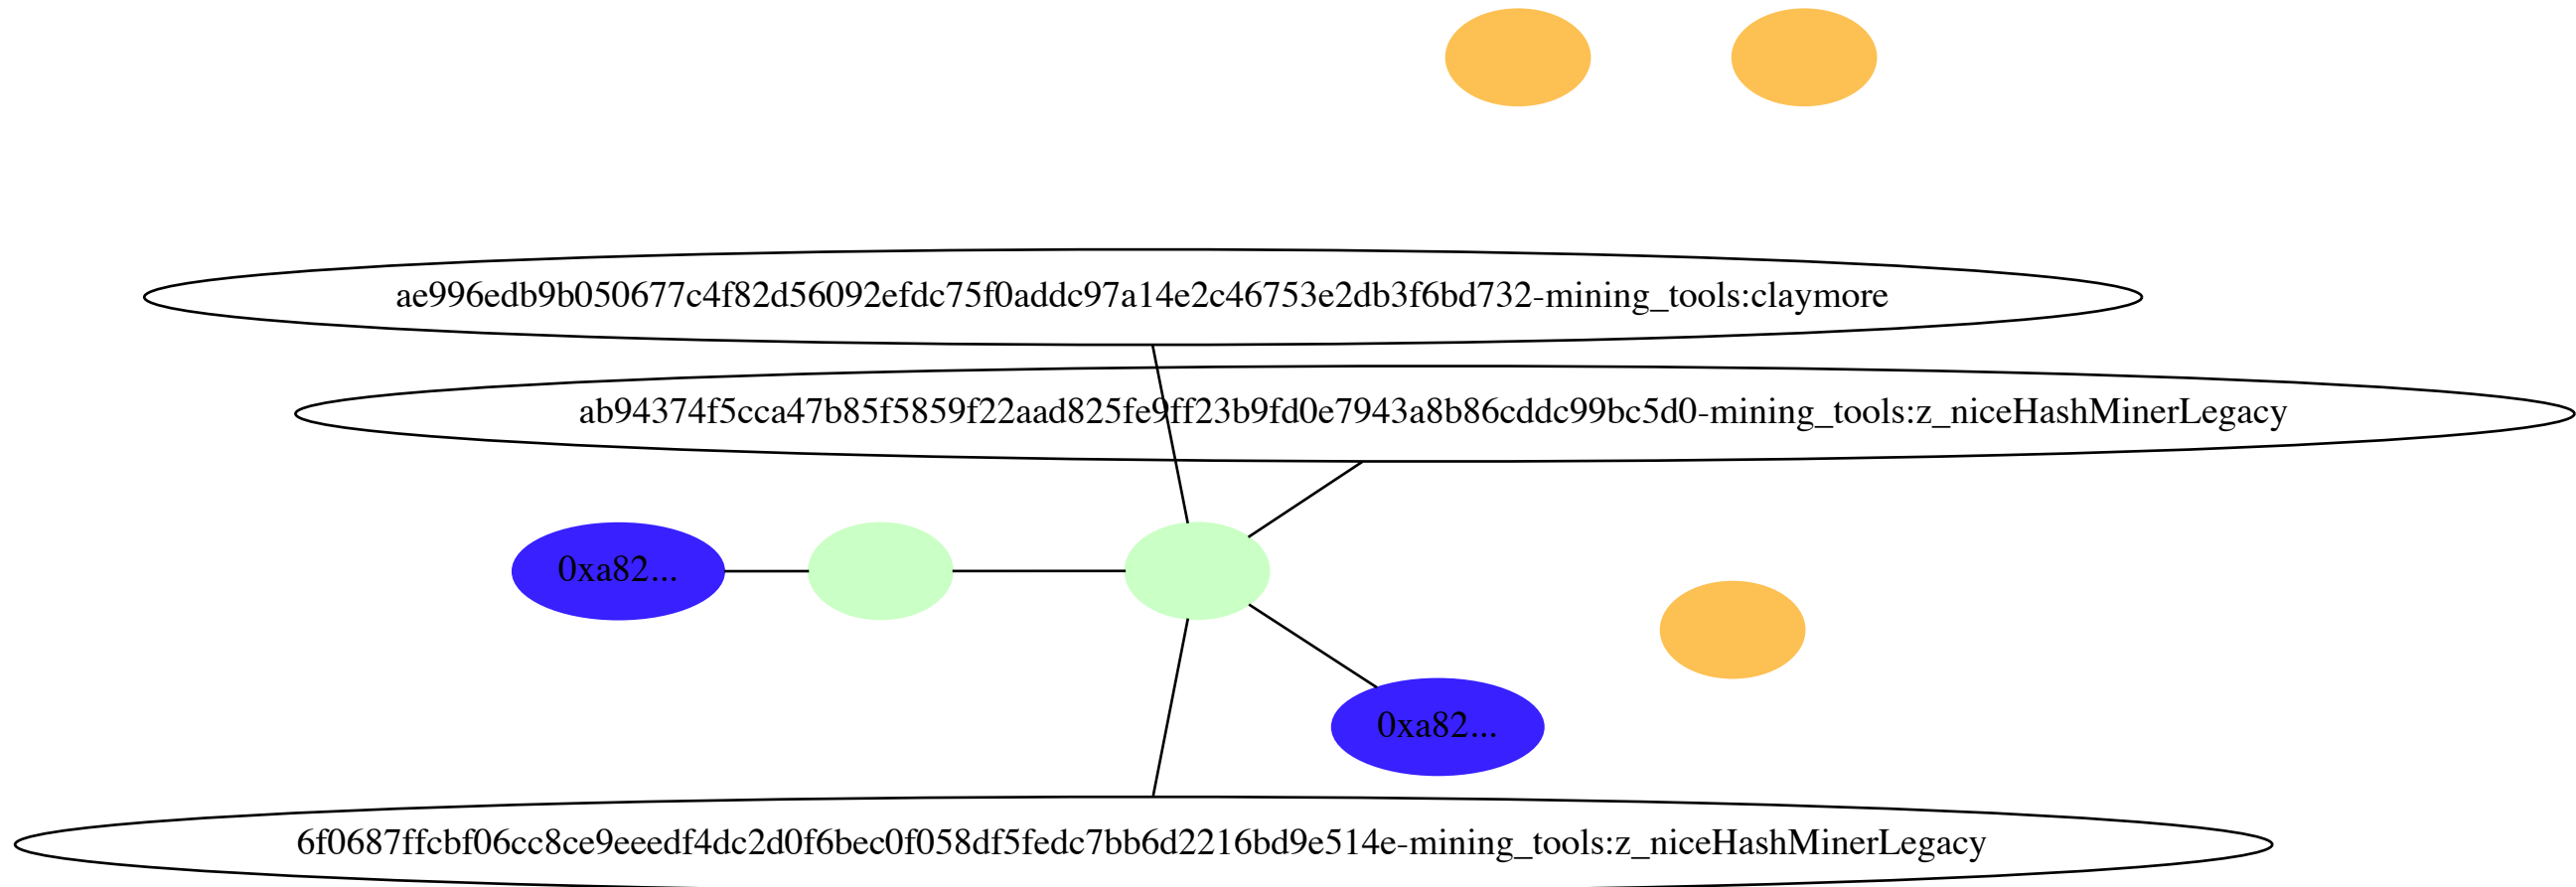 ae996edb9b050677c4f82d56092efdc75f0addc97a14e2c46753e2db3f6bd732-mining_tools:claymore
ab94374f5cca47b85f5859f22aad825fe9ff23b9fd0e7943a8b86cddc99bc5d0-mining_tools:z_niceHashMinerLegacy
0xa82...
0xa82...
6f0687ffcbf06cc8ce9eeedf4dc2d0f6bec0f058df5fedc7bb6d2216bd9e514e-mining_tools:z_niceHashMinerLegacy